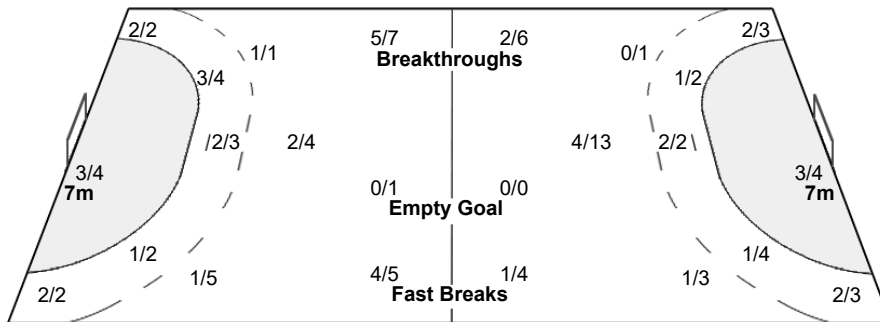 2/2 5/7 2/6 2/3
1/1 Breakthroughs 0/1
3/4 1/2
2/3 2/4 4/13 2/2
3/4 3/4
7m 0/1 0/0 7m
Empty Goal
1/2 1/4
1/5 4/5 1/4 1/3
2/2 Fast Breaks 2/3